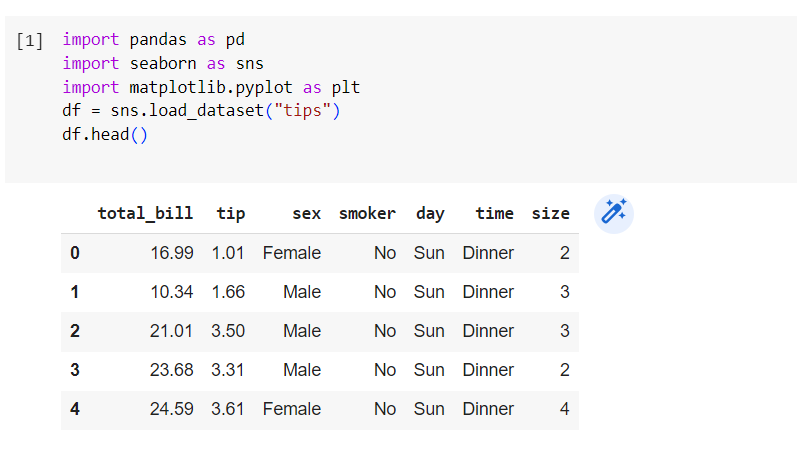 [1] import pandas as pd
import seaborn as sns
import matplotlib.pyplot as plt
df = sns.load_dataset("tips")
df.head()
total_bill tip sex smoker day time size
0 16.99 1.01 Female No Sun Dinner 2
1 10.34 1.66 Male No Sun Dinner 3
2 21.01 3.50 Male No Sun Dinner 3
3 23.68 3.31 Male No Sun Dinner 2
4 24.59 3.61 Female No Sun Dinner 4